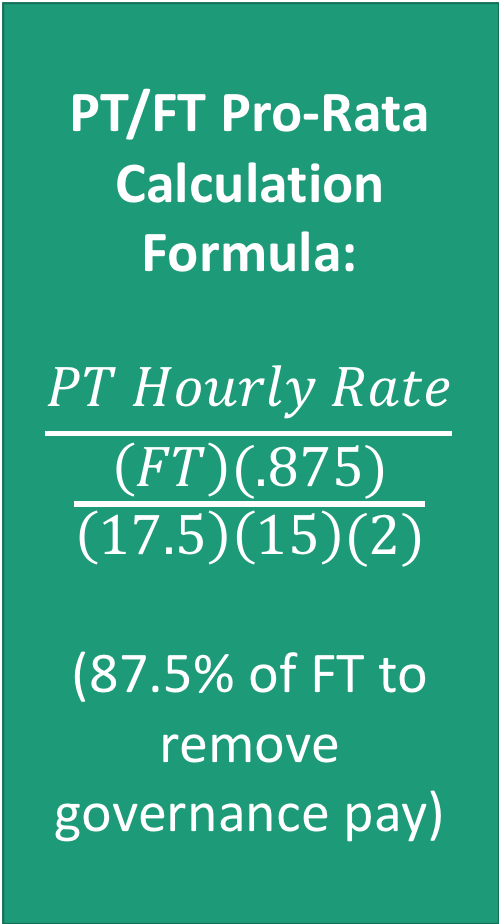 PT/FT Pro-Rata
Calculation
Formula:
PT Hourly Rate
(FT)(.875)
(17.5)(15)(2)
(87.5% of FT to
remove
governance pay)